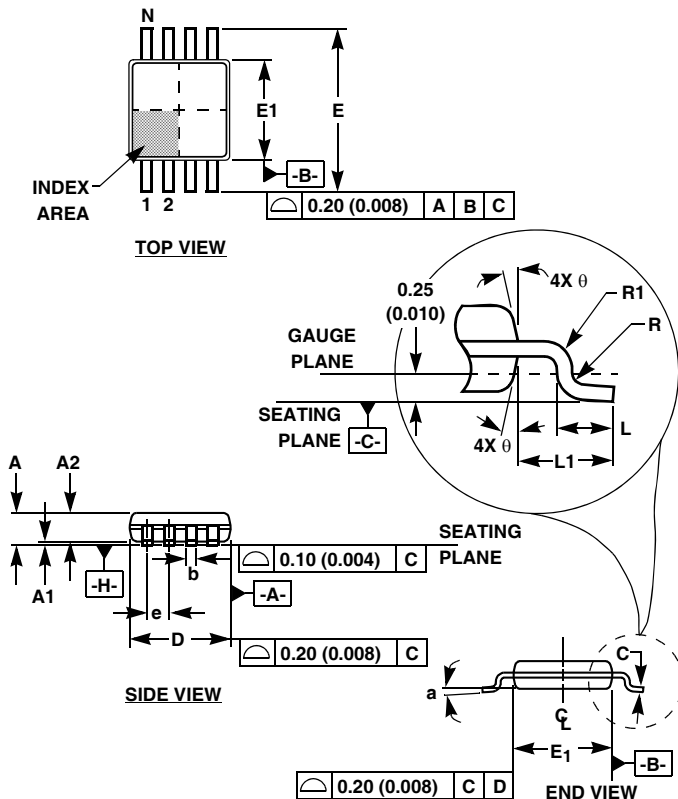 N
E1
E
-B-
INDEX
AREA
1 2
0.20 (0.008) A B C
TOP VIEW
0.25
(0.010)
4X θ
R1
R
GAUGE
PLANE
SEATING
PLANE
-C-
4X θ
L
L1
A A2
SEATING
PLANE
A1
-H-
b
0.10 (0.004) C
-A-
e
D
0.20 (0.008) C
SIDE VIEW
C
a
CL
E1
-B-
0.20 (0.008) C D
END VIEW